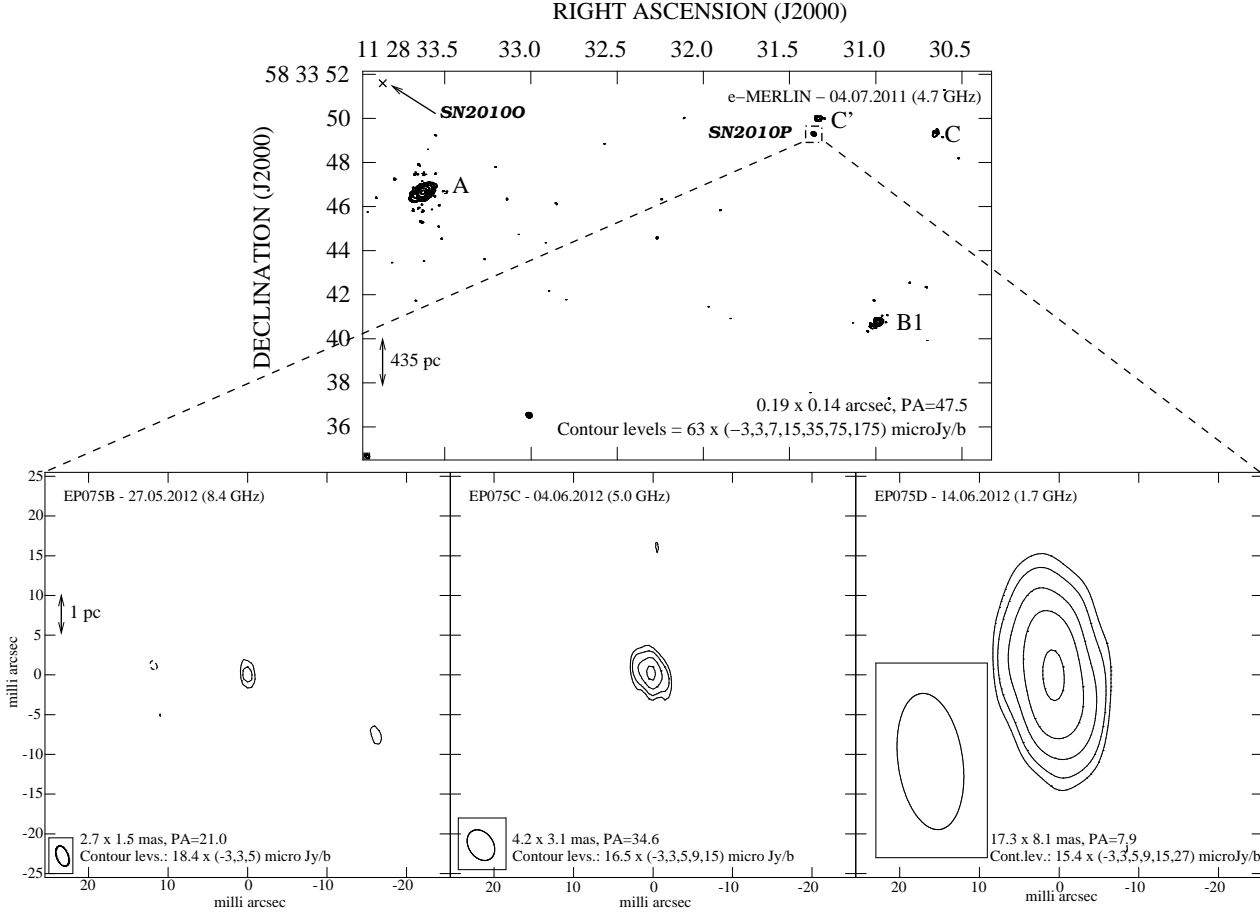 RIGHT ASCENSION (J2000)
11 28 33.5 33.0 32.5 32.0 31.5 31.0 30.5
DECLINATION (J2000)
58 33 52
50
48
46
44
42
40
38
36
e-MERLIN – 04.07.2011 (4.7 GHz)
SN2010O
SN2010P
C'
C
A
B1
435 pc
0.19 x 0.14 arcsec, PA=47.5
Contour levels = 63 x (−3,3,7,15,35,75,175) microJy/b
milli arcsec
25
20
15
10
5
0
-5
-10
-15
-20
-25
EP075B - 27.05.2012 (8.4 GHz)
1 pc
2.7 x 1.5 mas, PA=21.0
Contour levs.: 18.4 x (-3,3,5) micro Jy/b
20 10 0 -10 -20
milli arcsec
EP075C - 04.06.2012 (5.0 GHz)
4.2 x 3.1 mas, PA=34.6
Contour levs.: 16.5 x (-3,3,5,9,15) micro Jy/b
20 10 0 -10 -20
milli arcsec
EP075D - 14.06.2012 (1.7 GHz)
17.3 x 8.1 mas, PA=7.9
Cont.lev.: 15.4 x (-3,3,5,9,15,27) microJy/b
20 10 0 -10 -20
milli arcsec